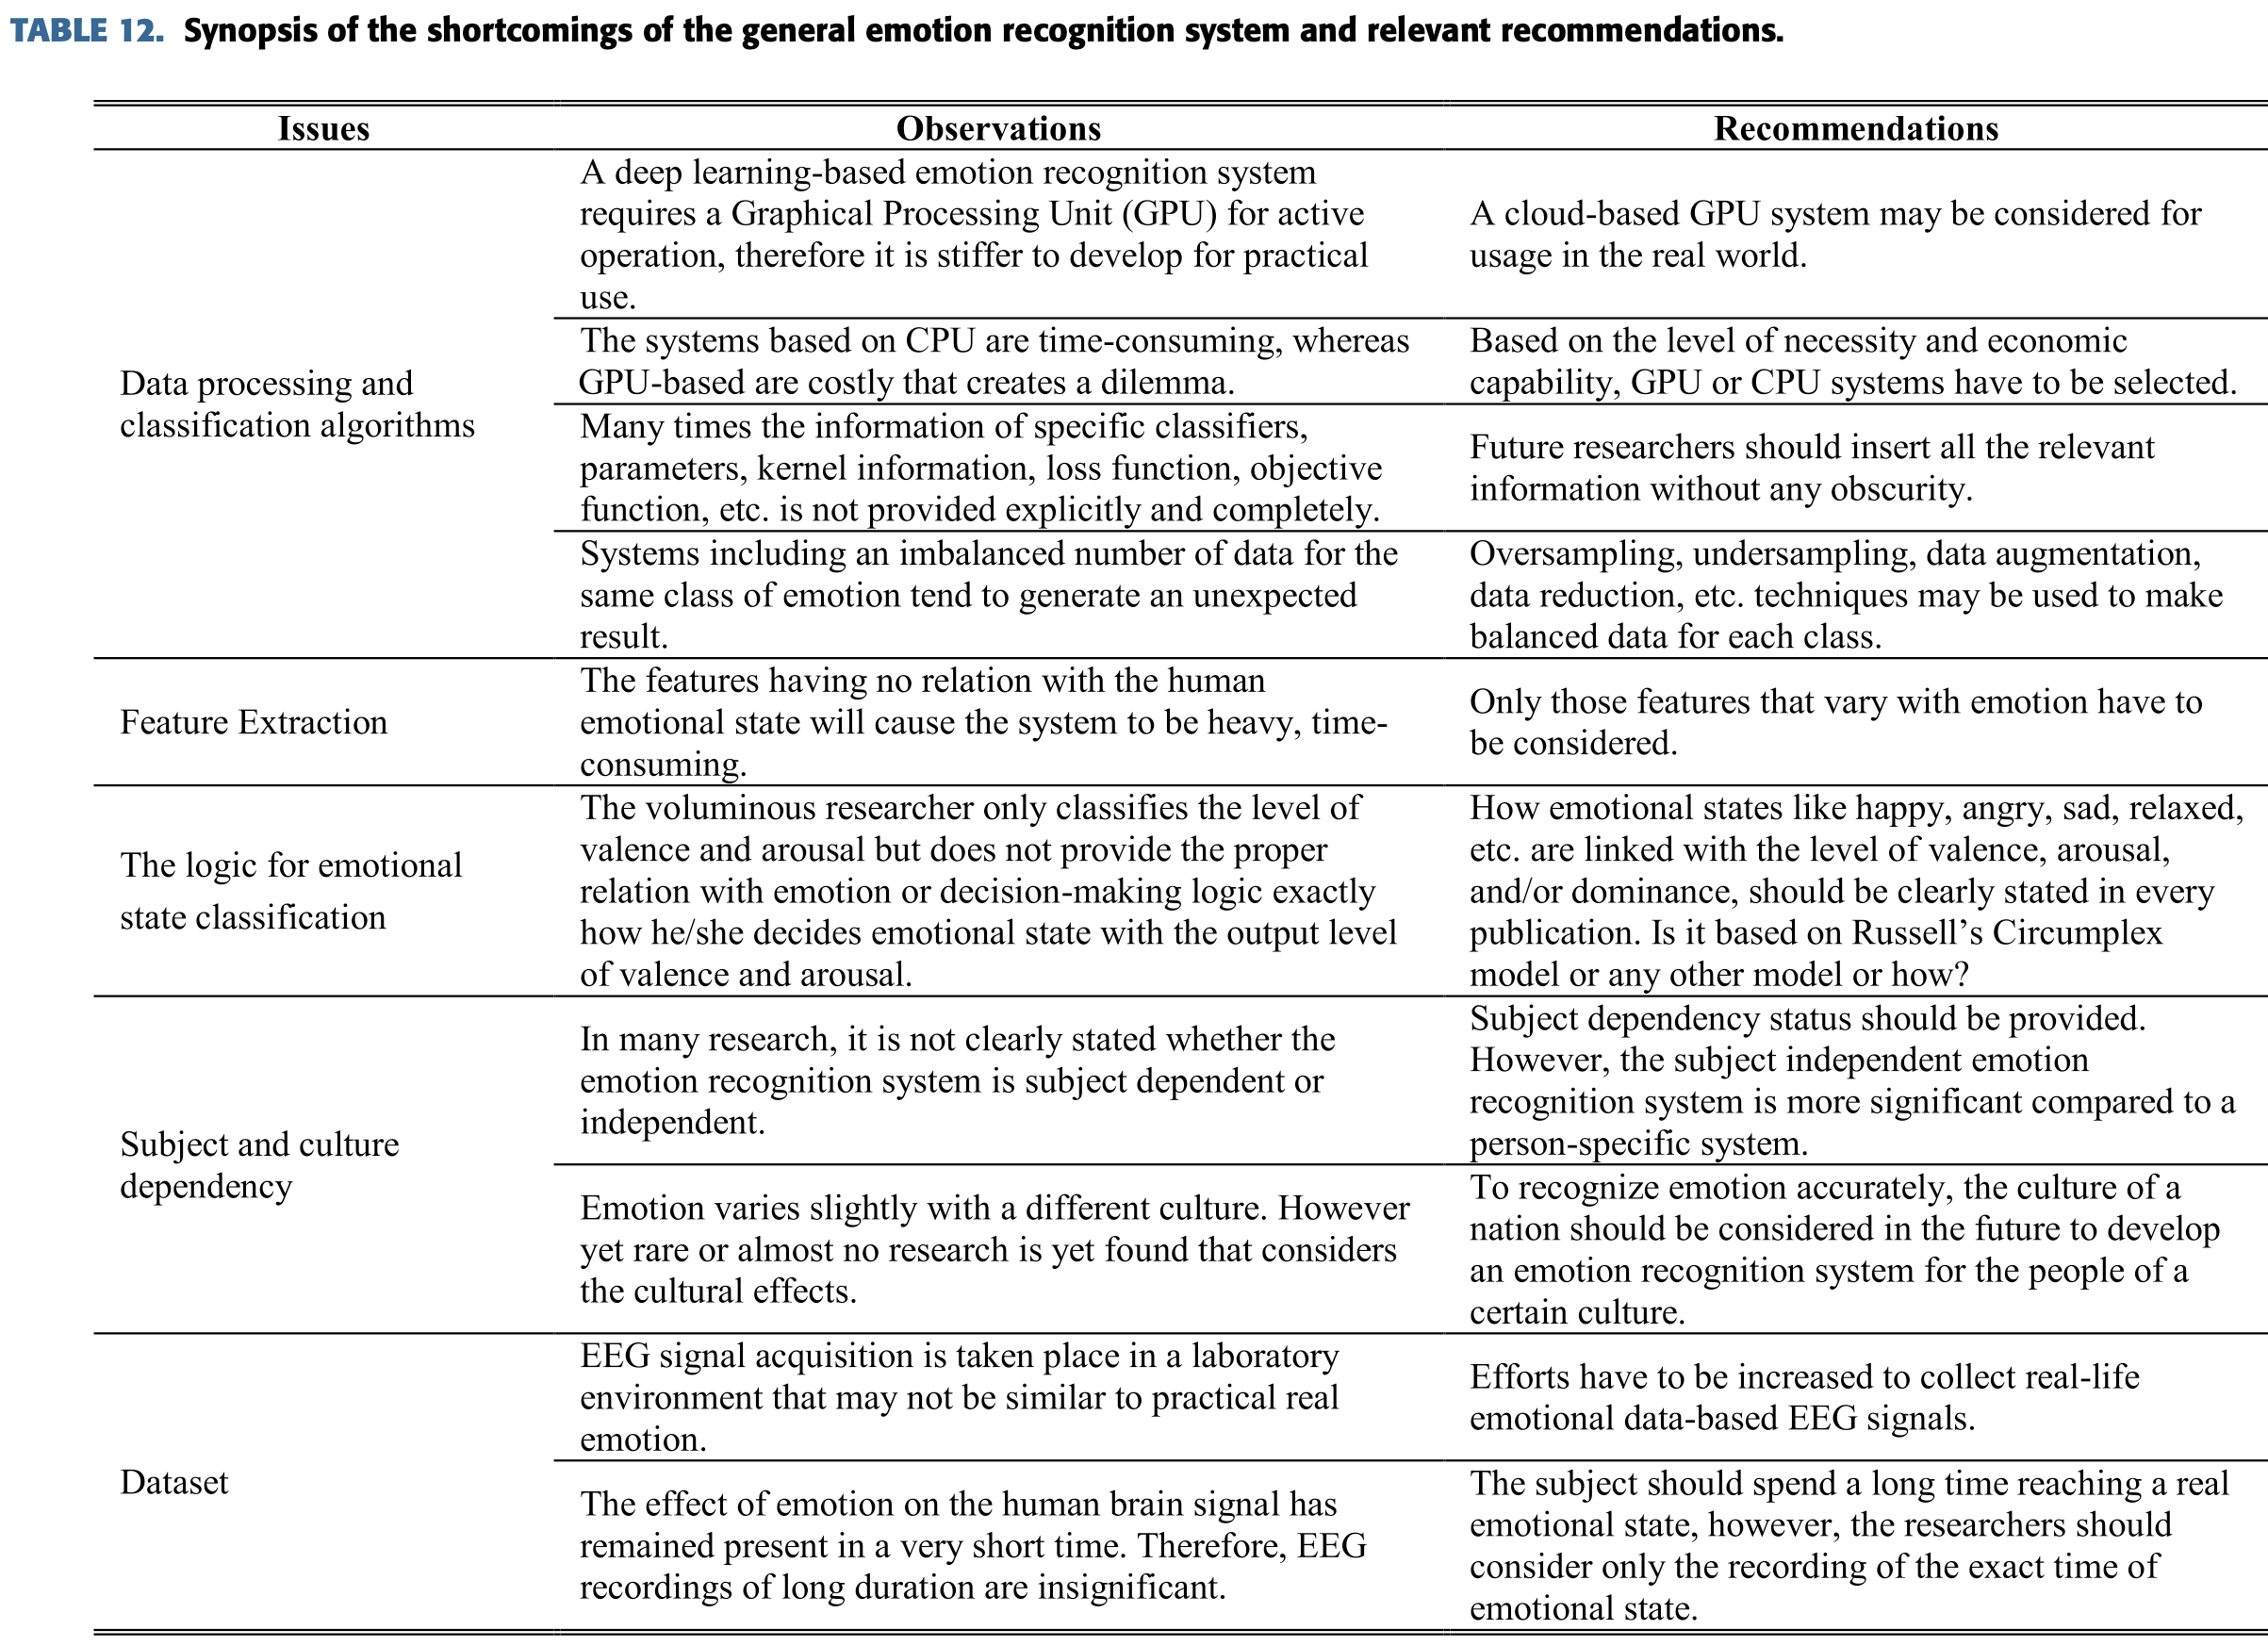 TABLE 12. Synopsis of the shortcomings of the general emotion recognition system and relevant recommendations.
Issues
Observations
Recommendations
Data processing and
classification algorithms
A deep learning-based emotion recognition system
requires a Graphical Processing Unit (GPU) for active
operation, therefore it is stiffer to develop for practical
use.
A cloud-based GPU system may be considered for
usage in the real world.
The systems based on CPU are time-consuming, whereas
GPU-based are costly that creates a dilemma.
Based on the level of necessity and economic
capability, GPU or CPU systems have to be selected.
Many times the information of specific classifiers,
parameters, kernel information, loss function, objective
function, etc. is not provided explicitly and completely.
Future researchers should insert all the relevant
information without any obscurity.
Systems including an imbalanced number of data for the
same class of emotion tend to generate an unexpected
result.
Oversampling, undersampling, data augmentation,
data reduction, etc. techniques may be used to make
balanced data for each class.
Feature Extraction
The features having no relation with the human
emotional state will cause the system to be heavy, time-
consuming.
Only those features that vary with emotion have to
be considered.
The logic for emotional
state classification
The voluminous researcher only classifies the level of
valence and arousal but does not provide the proper
relation with emotion or decision-making logic exactly
how he/she decides emotional state with the output level
of valence and arousal.
How emotional states like happy, angry, sad, relaxed,
etc. are linked with the level of valence, arousal,
and/or dominance, should be clearly stated in every
publication. Is it based on Russell’s Circumplex
model or any other model or how?
Subject and culture
dependency
In many research, it is not clearly stated whether the
emotion recognition system is subject dependent or
independent.
Subject dependency status should be provided.
However, the subject independent emotion
recognition system is more significant compared to a
person-specific system.
Emotion varies slightly with a different culture. However
yet rare or almost no research is yet found that considers
the cultural effects.
To recognize emotion accurately, the culture of a
nation should be considered in the future to develop
an emotion recognition system for the people of a
certain culture.
Dataset
EEG signal acquisition is taken place in a laboratory
environment that may not be similar to practical real
emotion.
Efforts have to be increased to collect real-life
emotional data-based EEG signals.
The effect of emotion on the human brain signal has
remained present in a very short time. Therefore, EEG
recordings of long duration are insignificant.
The subject should spend a long time reaching a real
emotional state, however, the researchers should
consider only the recording of the exact time of
emotional state.